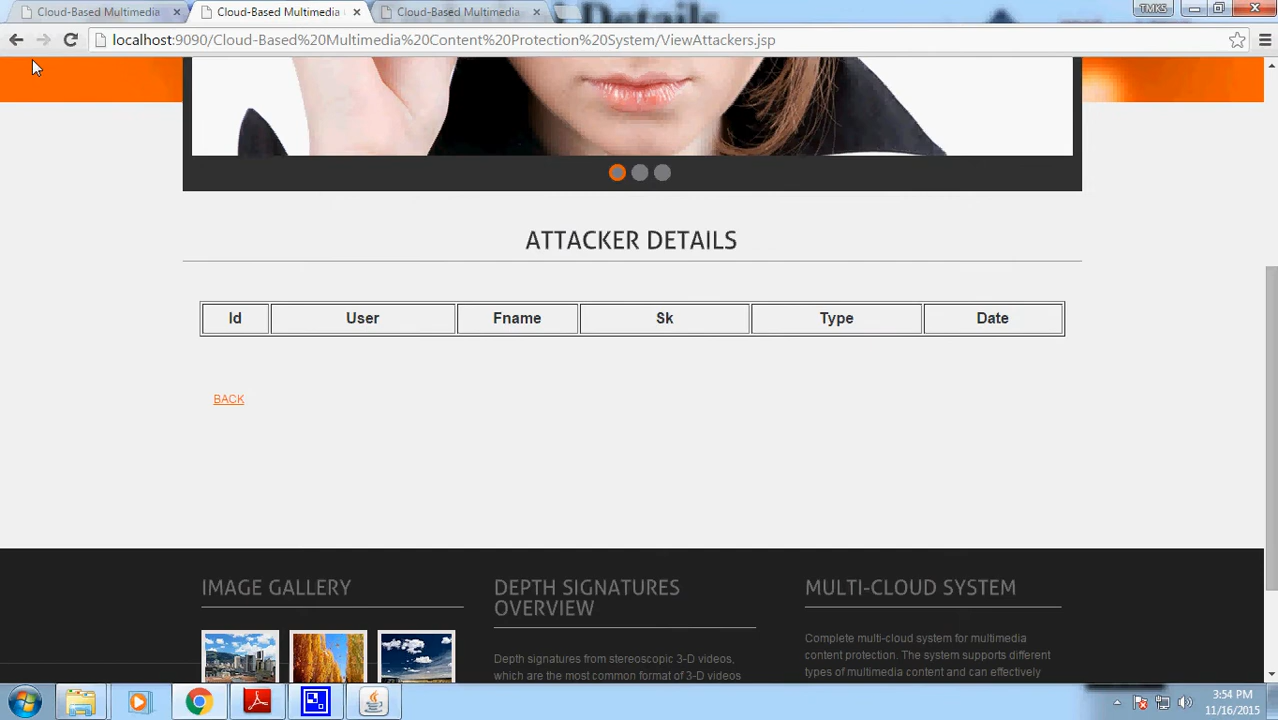 Details
TMKS
Cloud-Based Multimedia
Cloud-Based Multimedia
Cloud-Based Multimedia
localhost:9090/Cloud-Based%20Multimedia%20Content%20Protection%20System/ViewAttackers.jsp
ATTACKER DETAILS
Id User Fname Sk Type Date
BACK
IMAGE GALLERY
DEPTH SIGNATURES
OVERVIEW
Depth signatures from stereoscopic 3-D videos,
which are the most common format of 3-D videos
MULTI-CLOUD SYSTEM
Complete multi-cloud system for multimedia
content protection. The system supports different
types of multimedia content and can effectively
3:54 PM
11/16/2015